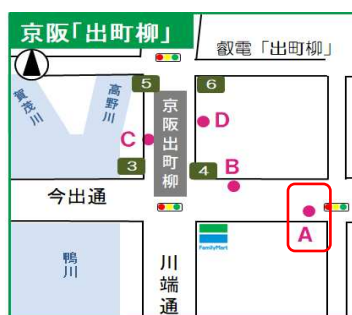 京阪「出町柳」
叡電「出町柳」
賀茂川
高野川
5
6
京阪出町柳
C
D
3
4
B
今出通
A
FamilyMart
鴨川
川端通